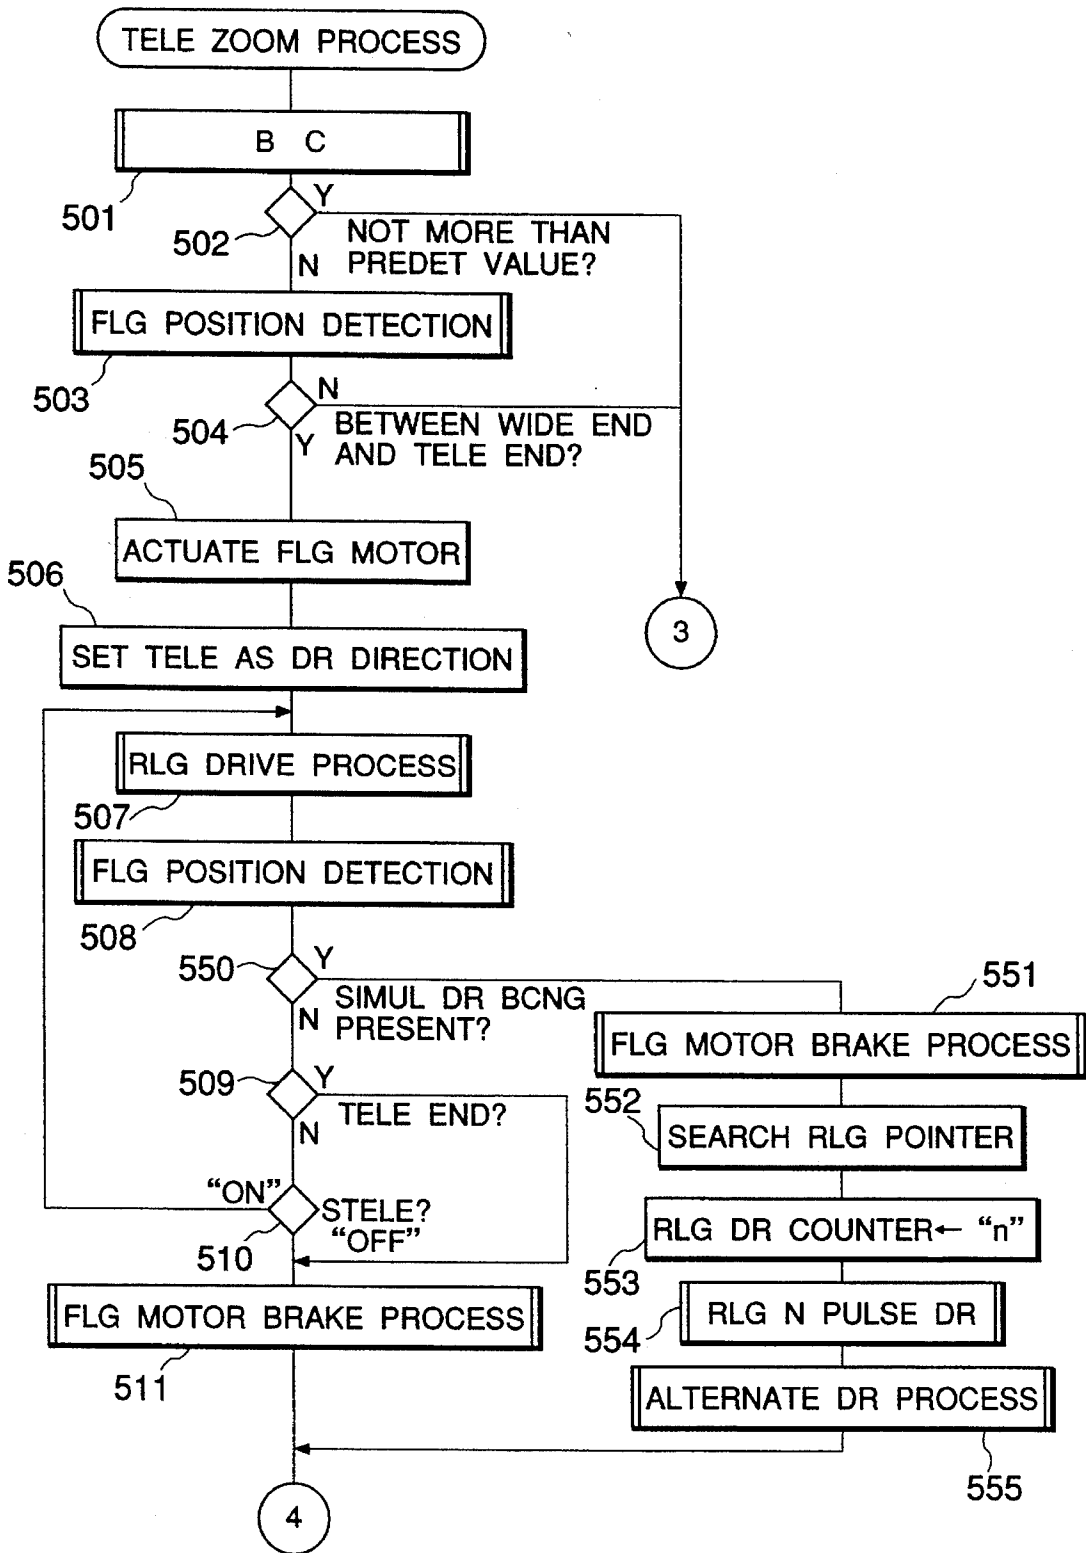 TELE ZOOM PROCESS
B C
501
502
Y
NOT MORE THAN
PREDET VALUE?
N
FLG POSITION DETECTION
503
504
N
BETWEEN WIDE END
AND TELE END?
Y
505
ACTUATE FLG MOTOR
3
506
SET TELE AS DR DIRECTION
RLG DRIVE PROCESS
507
FLG POSITION DETECTION
508
550
Y
SIMUL DR BCNG
PRESENT?
N
509
Y
TELE END?
N
"ON"
STELE?
"OFF"
510
FLG MOTOR BRAKE PROCESS
511
551
FLG MOTOR BRAKE PROCESS
552
SEARCH RLG POINTER
RLG DR COUNTER← "n"
553
RLG N PULSE DR
554
ALTERNATE DR PROCESS
555
4